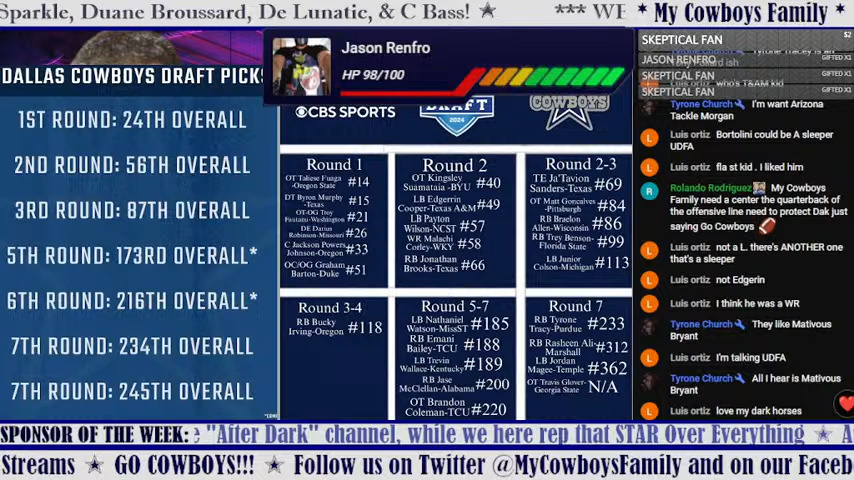 Sparkle, Duane Broussard, De Lunatic, & C Bass! ★ *** WE
* My Cowboys Family *
DALLAS COWBOYS DRAFT PICKS
1ST ROUND: 24TH OVERALL
2ND ROUND: 56TH OVERALL
3RD ROUND: 87TH OVERALL
5TH ROUND: 173RD OVERALL*
6TH ROUND: 216TH OVERALL*
7TH ROUND: 234TH OVERALL
7TH ROUND: 245TH OVERALL
Jason Renfro
HP 98/100
CBS SPORTS
DRAFT
2024
COWBOYS
Round 1
OT Taliese Fuaga
-Oregon State #14
DT Byron Murphy
-Texas #15
OT-OG Troy
Fautanu-Washington #21
DE Darius
Robinson-Missouri #26
C Jackson Powers
Johnson-Oregon #33
OC/OG Graham
Barton-Duke #51
Round 2
OT Kingsley
Suamataia -BYU #40
LB Edgerrin
Cooper-Texas A&M #49
LB Payton
Wilson-NCST #57
WR Malachi
Corley-WKY #58
RB Jonathan
Brooks-Texas #66
Round 2-3
TE Ja'Tavion
Sanders-Texas #69
OT Matt Goncalves
-Pittsburgh #84
RB Braelon
Allen-Wisconsin #86
RB Trey Benson-
Florida State #99
LB Junior
Colson-Michigan #113
Round 3-4
RB Bucky
Irving-Oregon #118
Round 5-7
LB Nathaniel
Watson-MissST #185
RB Emani
Bailey-TCU #188
LB Trevin
Wallace-Kentucky #189
RB Jase
McClellan-Alabama #200
OT Brandon
Coleman-TCU #220
Round 7
RB Tyrone
Tracy-Purdue #233
RB Rasheen Ali-
Marshall #312
LB Jordan
Magee-Temple #362
OT Travis Glover-
Georgia State N/A
SKEPTICAL FAN $2
JASON RENFRO GIFTED X1
SKEPTICAL FAN GIFTED X1
SKEPTICAL FAN GIFTED X1
Tyrone Church I'm want Arizona
Tackle Morgan
Luis ortiz Bortolini could be A sleeper
UDFA
Luis ortiz fla st kid . I liked him
Rolando Rodriguez My Cowboys
Family need a center the quarterback of
the offensive line need to protect Dak just
saying Go Cowboys
Luis ortiz not a L. there's ANOTHER one
that's a sleeper
Luis ortiz not Edgerin
Luis ortiz I think he was a WR
Tyrone Church They like Mativous
Bryant
Luis ortiz I'm talking UDFA
Tyrone Church All I hear is Mativous
Bryant
Luis ortiz love my dark horses
SPONSOR OF THE WEEK: "After Dark" channel, while we here rep that STAR Over Everything ★ A
Streams ★ GO COWBOYS!!! ★ Follow us on Twitter @MyCowboysFamily and on our Faceb